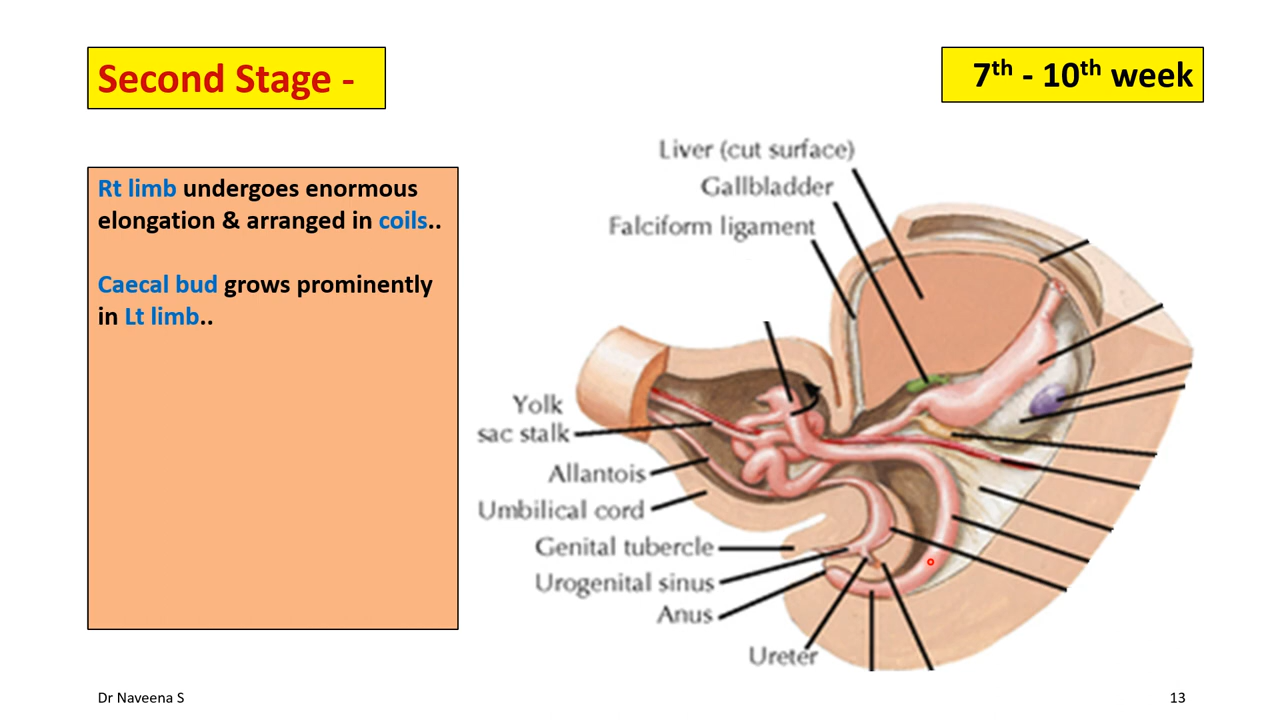 Second Stage -
7th - 10th week
Rt limb undergoes enormous
elongation & arranged in coils..
Caecal bud grows prominently
in Lt limb..
Liver (cut surface)
Gallbladder
Falciform ligament
Yolk
sac stalk
Allantois
Umbilical cord
Genital tubercle
Urogenital sinus
Anus
Ureter
Dr Naveena S
13